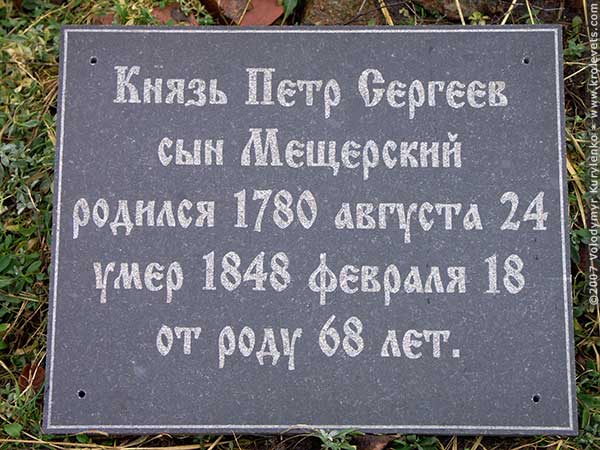 Князь Петр Сергеев
сын Мещерский
родился 1780 августа 24
умер 1848 февраля 18
от роду 68 лет.
©2007 Volodymyr Kurylenko - www.krolevets.com